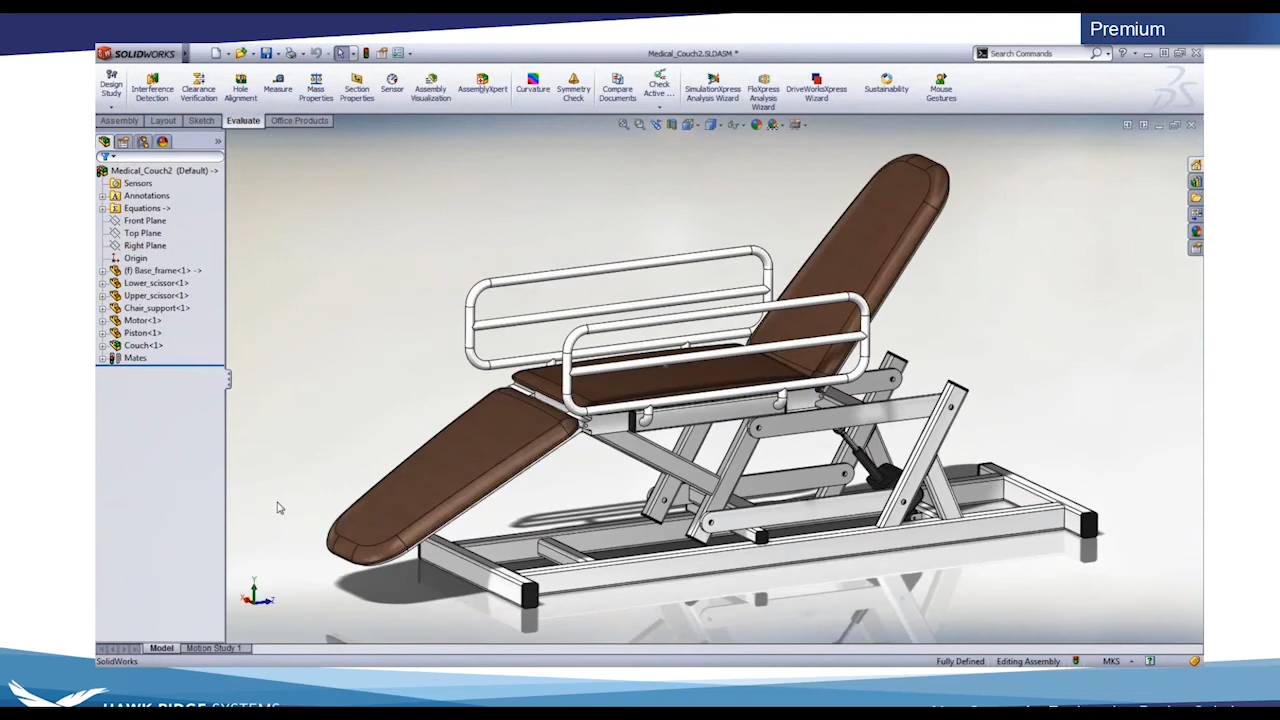 Premium
SOLIDWORKS
Medical_Couch2.SLDASM *
Search Commands
Design Study
Interference Detection
Clearance Verification
Hole Alignment
Measure
Mass Properties
Section Properties
Sensor
Assembly Visualization
AssemblyXpert
Curvature
Symmetry Check
Compare Documents
Check Active ...
SimulationXpress Analysis Wizard
FloXpress Analysis Wizard
DriveWorksXpress Wizard
Sustainability
Mouse Gestures
Assembly
Layout
Sketch
Evaluate
Office Products
Medical_Couch2 (Default) ->
Sensors
Annotations
Equations ->
Front Plane
Top Plane
Right Plane
Origin
(f) Base_frame<1> ->
Lower_scissor<1>
Upper_scissor<1>
Chair_support<1>
Motor<1>
Piston<1>
Couch<1>
Mates
Y
Model
Motion Study 1
SolidWorks
Fully Defined
Editing Assembly
MKS
HAWK RIDGE SYSTEMS